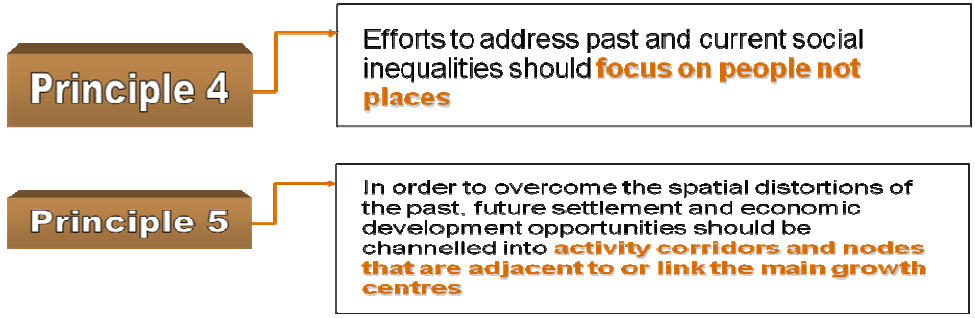 Principle 4
Efforts to address past and current social
inequalities should focus on people not
places
Principle 5
In order to overcome the spatial distortions of
the past, future settlement and economic
development opportunities should be
channelled into activity corridors and nodes
that are adjacent to or link the main growth
centres